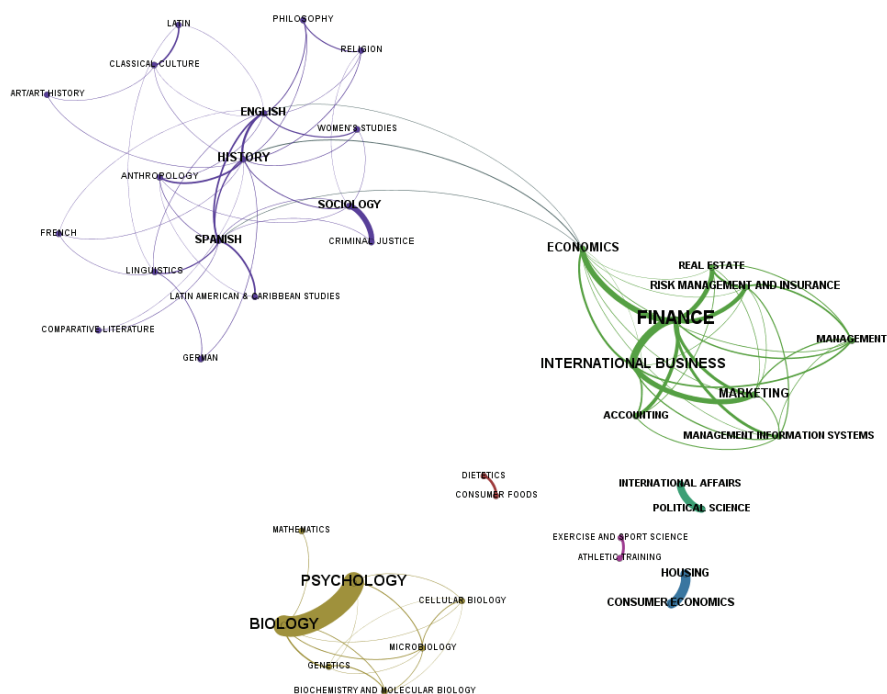 LATIN
PHILOSOPHY
RELIGION
CLASSICAL CULTURE
ART/ART HISTORY
ENGLISH
WOMEN'S STUDIES
HISTORY
ANTHROPOLOGY
SOCIOLOGY
FRENCH
SPANISH
CRIMINAL JUSTICE
ECONOMICS
REAL ESTATE
LINGUISTICS
RISK MANAGEMENT AND INSURANCE
LATIN AMERICAN & CARIBBEAN STUDIES
FINANCE
COMPARATIVE LITERATURE
MANAGEMENT
GERMAN
INTERNATIONAL BUSINESS
MARKETING
ACCOUNTING
MANAGEMENT INFORMATION SYSTEMS
DIETETICS
INTERNATIONAL AFFAIRS
CONSUMER FOODS
POLITICAL SCIENCE
MATHEMATICS
EXERCISE AND SPORT SCIENCE
ATHLETIC TRAINING
HOUSING
PSYCHOLOGY
CELLULAR BIOLOGY
CONSUMER ECONOMICS
BIOLOGY
MICROBIOLOGY
GENETICS
BIOCHEMISTRY AND MOLECULAR BIOLOGY